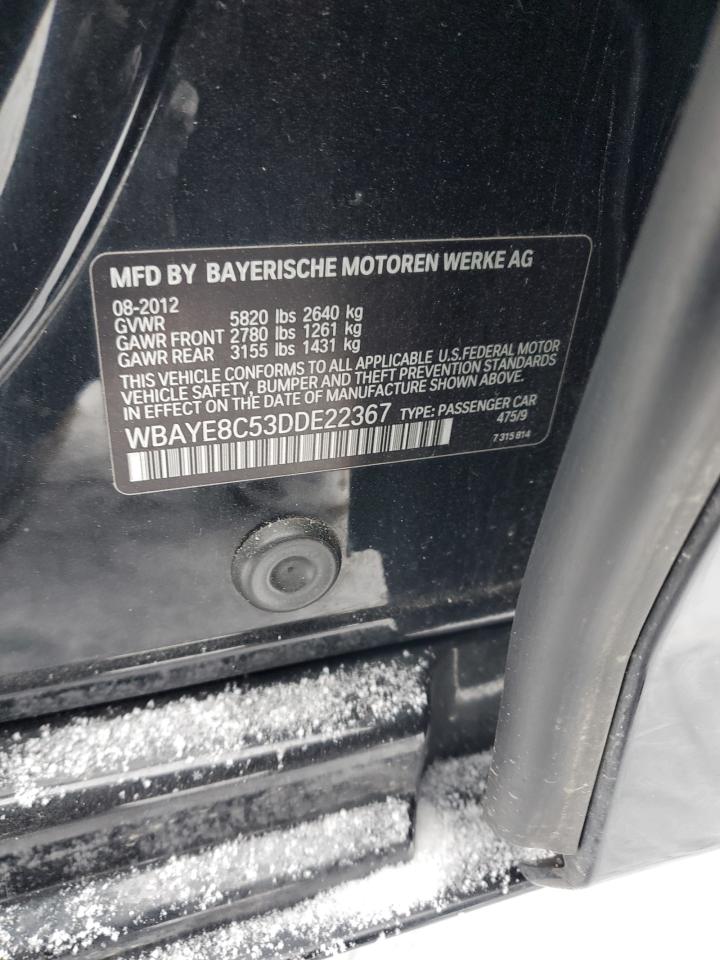 MFD BY BAYERISCHE MOTOREN WERKE AG
08-2012
GVWR 5820 lbs 2640 kg
GAWR FRONT 2780 lbs 1261 kg
GAWR REAR 3155 lbs 1431 kg
THIS VEHICLE CONFORMS TO ALL APPLICABLE U.S.FEDERAL MOTOR
VEHICLE SAFETY, BUMPER AND THEFT PREVENTION STANDARDS
IN EFFECT ON THE DATE OF MANUFACTURE SHOWN ABOVE.
WBAYE8C53DDE22367 TYPE: PASSENGER CAR
475/9
7 315 814